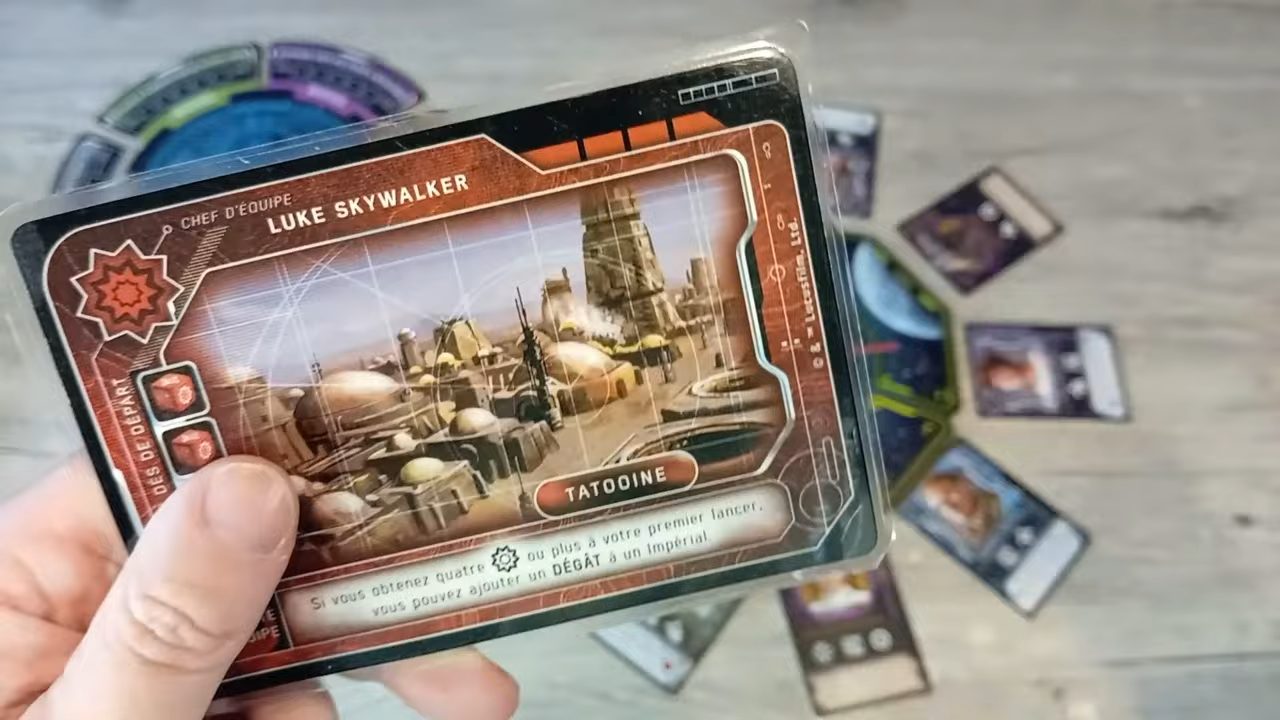 CHEF D'ÉQUIPE
LUKE SKYWALKER
DÉS DE DÉPART
TATOOINE
Si vous obtenez quatre ou plus à votre premier lancer,
vous pouvez ajouter un DÉGÂT à un Impérial.
© & ™ Lucasfilm, Ltd.